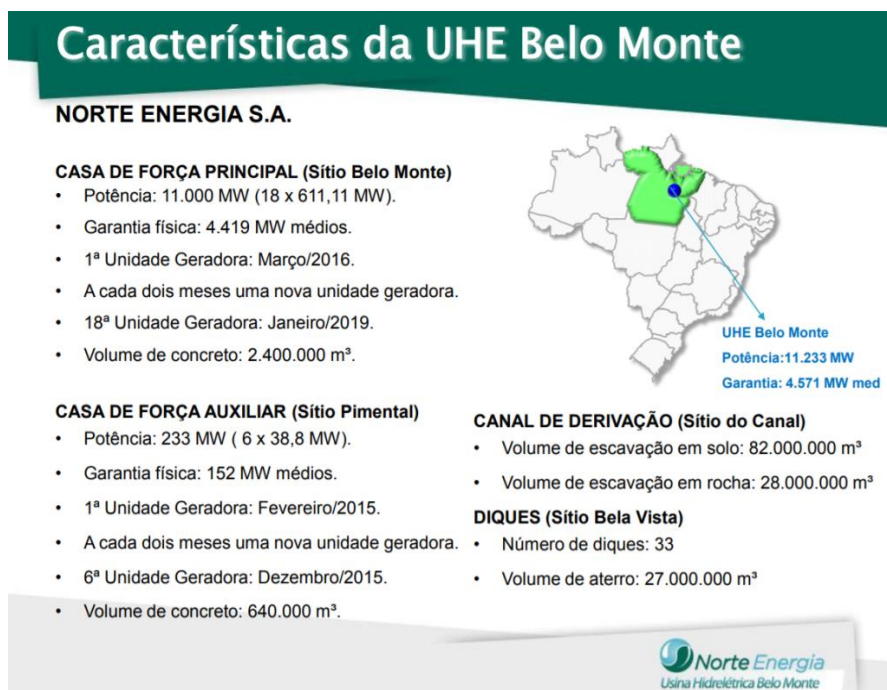 Características da UHE Belo Monte
NORTE ENERGIA S.A.
CASA DE FORÇA PRINCIPAL (Sítio Belo Monte)
• Potência: 11.000 MW (18 x 611,11 MW).
• Garantia física: 4.419 MW médios.
• 1ª Unidade Geradora: Março/2016.
• A cada dois meses uma nova unidade geradora.
• 18ª Unidade Geradora: Janeiro/2019.
• Volume de concreto: 2.400.000 m³.
UHE Belo Monte
Potência:11.233 MW
Garantia: 4.571 MW med
CASA DE FORÇA AUXILIAR (Sítio Pimental)
• Potência: 233 MW ( 6 x 38,8 MW).
• Garantia física: 152 MW médios.
• 1ª Unidade Geradora: Fevereiro/2015.
• A cada dois meses uma nova unidade geradora.
• 6ª Unidade Geradora: Dezembro/2015.
• Volume de concreto: 640.000 m³.
CANAL DE DERIVAÇÃO (Sítio do Canal)
• Volume de escavação em solo: 82.000.000 m³
• Volume de escavação em rocha: 28.000.000 m³
DIQUES (Sítio Bela Vista)
• Número de diques: 33
• Volume de aterro: 27.000.000 m³
Norte Energia
Usina Hidrelétrica Belo Monte